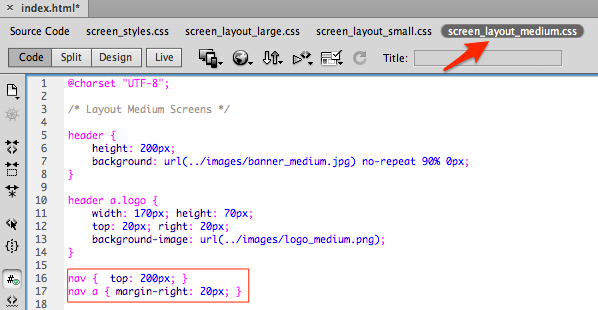 × index.html*
Source Code screen_styles.css screen_layout_large.css screen_layout_small.css screen_layout_medium.css
Code Split Design Live Title:
1 @charset "UTF-8";
2
3 /* Layout Medium Screens */
4
5 header {
6 height: 200px;
7 background: url(../images/banner_medium.jpg) no-repeat 90% 0px;
8 }
9
10 header a.logo {
11 width: 170px; height: 70px;
12 top: 20px; right: 20px;
13 background-image: url(../images/logo_medium.png);
14 }
15
16 nav { top: 200px; }
17 nav a { margin-right: 20px; }
18